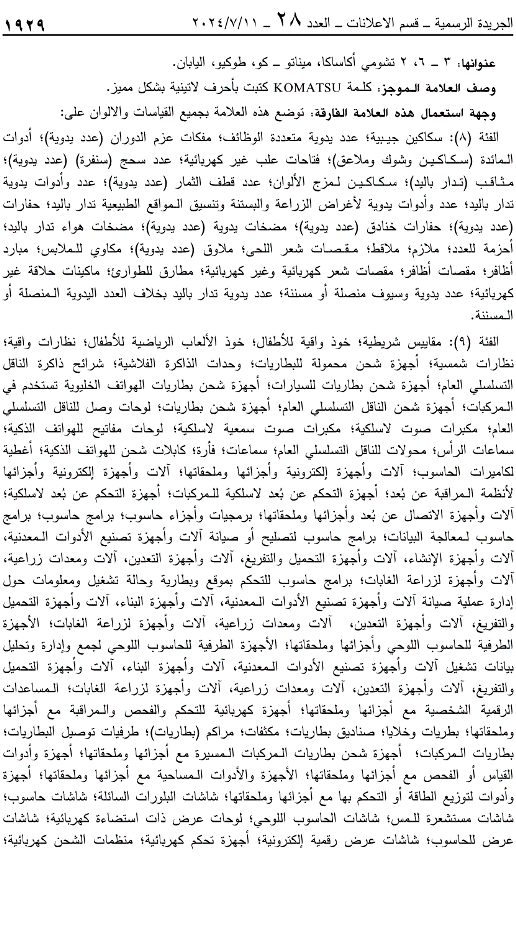 الجريدة الرسمية – قسم الاعلانات – العدد ٢٨ – ٢٠٢٤/٧/١١ ١٩٢٩
عنوانها: ٣ – ٦، ٢ تشومي أكاساكا، ميناتو – كو، طوكيو، اليابان.
وصف العلامة الموجز: كلمة KOMATSU كتبت بأحرف لاتينية بشكل مميز.
وجهة استعمال هذه العلامة الفارقة: توضع هذه العلامة بجميع القياسات والالوان على:
الفئة (٨): سكاكين جيبية؛ عدد يدوية متعددة الوظائف؛ مفكات عزم الدوران (عدد يدوية)؛ أدوات
المائدة (سكاكين وشوك وملاعق)؛ فتاحات علب غير كهربائية؛ عدد سحج (سنفرة) (عدد يدوية)؛
مثاقب (تدار باليد)؛ سكاكين لمزج الألوان؛ عدد قطف الثمار (عدد يدوية)؛ عدد وأدوات يدوية
تدار باليد؛ عدد وأدوات يدوية لأغراض الزراعة والبستنة وتنسيق المواقع الطبيعية تدار باليد؛ حفارات
(عدد يدوية)؛ حفارات خنادق (عدد يدوية)؛ مضخات يدوية (عدد يدوية)؛ مضخات هواء تدار باليد؛
أحزمة للعدد؛ ملازم؛ ملاقط؛ مقصات شعر اللحى؛ ملاوق (عدد يدوية)؛ مكاوي للملابس؛ مبارد
أظافر؛ مقصات أظافر؛ مقصات شعر كهربائية وغير كهربائية؛ مطارق للطوارئ؛ ماكينات حلاقة غير
كهربائية؛ عدد يدوية وسيوف منصلة أو مسننة؛ عدد يدوية تدار باليد بخلاف العدد اليدوية المنصلة أو
المسننة.
الفئة (٩): مقاييس شريطية؛ خوذ واقية للأطفال؛ خوذ الألعاب الرياضية للأطفال؛ نظارات واقية؛
نظارات شمسية؛ أجهزة شحن محمولة للبطاريات؛ وحدات الذاكرة الفلاشية؛ شرائح ذاكرة الناقل
التسلسلي العام؛ أجهزة شحن بطاريات للسيارات؛ أجهزة شحن بطاريات الهواتف الخليوية تستخدم في
المركبات؛ أجهزة شحن الناقل التسلسلي العام؛ أجهزة شحن بطاريات؛ لوحات وصل للناقل التسلسلي
العام؛ مكبرات صوت لاسلكية؛ مكبرات صوت سمعية لاسلكية؛ لوحات مفاتيح للهواتف الذكية؛
سماعات الرأس؛ محولات للناقل التسلسلي العام؛ سماعات؛ فأرة؛ كابلات شحن للهواتف الذكية؛ أغطية
لكاميرات الحاسوب؛ آلات وأجهزة إلكترونية وأجزائها وملحقاتها؛ آلات وأجهزة إلكترونية وأجزائها
لأنظمة المراقبة عن بُعد؛ أجهزة التحكم عن بُعد لاسلكية للمركبات؛ أجهزة التحكم عن بُعد لاسلكية؛
آلات وأجهزة الاتصال عن بُعد وأجزائها وملحقاتها؛ برمجيات وأجزاء حاسوب؛ برامج حاسوب؛ برامج
حاسوب لمعالجة البيانات؛ برامج حاسوب لتصليح أو صيانة آلات وأجهزة تصنيع الأدوات المعدنية،
آلات وأجهزة الإنشاء، آلات وأجهزة التحميل والتفريغ، آلات وأجهزة التعدين، آلات ومعدات زراعية،
آلات وأجهزة لزراعة الغابات؛ برامج حاسوب للتحكم بموقع وبطارية وحالة تشغيل ومعلومات حول
إدارة عملية صيانة آلات وأجهزة تصنيع الأدوات المعدنية، آلات وأجهزة البناء، آلات وأجهزة التحميل
والتفريغ، آلات وأجهزة التعدين، آلات ومعدات زراعية، آلات وأجهزة لزراعة الغابات؛ الأجهزة
الطرفية للحاسوب اللوحي وأجزائها وملحقاتها؛ الأجهزة الطرفية للحاسوب اللوحي لجمع وإدارة وتحليل
بيانات تشغيل آلات وأجهزة تصنيع الأدوات المعدنية، آلات وأجهزة البناء، آلات وأجهزة التحميل
والتفريغ، آلات وأجهزة التعدين، آلات ومعدات زراعية، آلات وأجهزة لزراعة الغابات؛ المساعدات
الرقمية الشخصية مع أجزائها وملحقاتها؛ أجهزة كهربائية للتحكم والفحص والمراقبة مع أجزائها
وملحقاتها؛ بطريات وخلايا؛ صناديق بطاريات؛ مكثفات؛ مراكم (بطاريات)؛ طرفيات توصيل البطاريات؛
بطاريات المركبات؛ أجهزة شحن بطاريات المركبات المسيرة مع أجزائها وملحقاتها؛ أجهزة وأدوات
القياس أو الفحص مع أجزائها وملحقاتها؛ الأجهزة والأدوات المساحية مع أجزائها وملحقاتها؛ أجهزة
وأدوات لتوزيع الطاقة أو التحكم بها مع أجزائها وملحقاتها؛ شاشات البلورات السائلة؛ شاشات حاسوب؛
شاشات مستشعرة للمس؛ شاشات الحاسوب اللوحي؛ لوحات عرض ذات استضاءة كهربائية؛ شاشات
عرض للحاسوب؛ شاشات عرض رقمية إلكترونية؛ أجهزة تحكم كهربائية؛ منظمات الشحن كهربائية؛